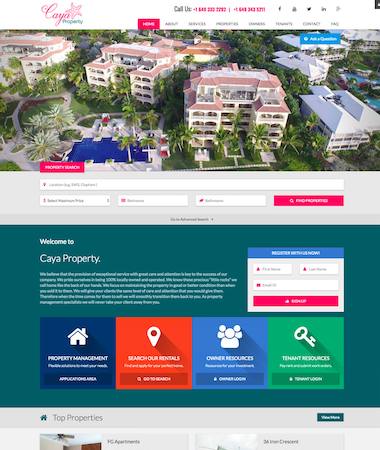 Caya
Property
Call Us: +1 649 333 7292 | +1 649 343 5211
HOME ABOUT SERVICES PROPERTIES OWNERS TENANTS CONTACT FAQ
Ask a Question
PROPERTY SEARCH
Location (e.g. SW12, Clapham)
$ Select Maximum Price Bedrooms Bathrooms FIND PROPERTIES
Go to Advanced Search
Welcome to
Caya Property.
We believe that the provision of exceptional service with great care and attention is key to the success of our
company. We pride ourselves in being 100% locally owned and operated. We know these precious "little rocks" we
call home like the back of our hands. We focus on maintaining the property in good or better condition than when
you sold it to them. We will give your clients the same level of care and attention that you would give them.
Therefore when the time comes for them to sell we will smoothly transition them back to you. As property
management specialists we will never take your client away from you.
REGISTER WITH US NOW!
First Name Last Name
Email ID
SIGN UP
PROPERTY MANAGEMENT
Flexible solutions to meet your needs.
APPLICATIONS AREA
SEARCH OUR RENTALS
Find and apply for your perfect home.
GO TO SEARCH
OWNER RESOURCES
Resources for your investment.
OWNER LOGIN
TENANT RESOURCES
Pay rent and submit work orders.
TENANT LOGIN
Top Properties
View More
FG Apartments
36 Iron Crescent